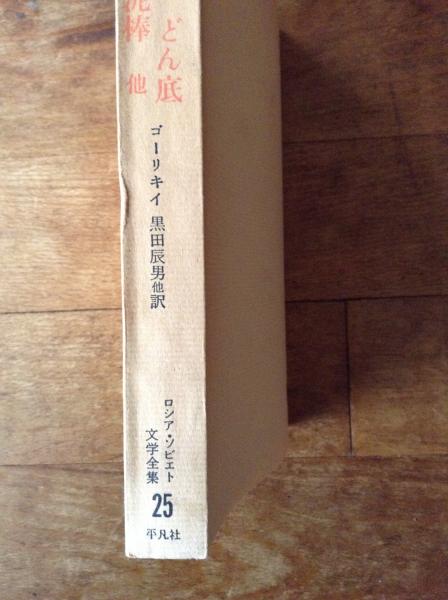 どん底
泥棒 他
ゴーリキイ 黒田辰男他訳
ロシア・ソビエト
文学全集
25
平凡社